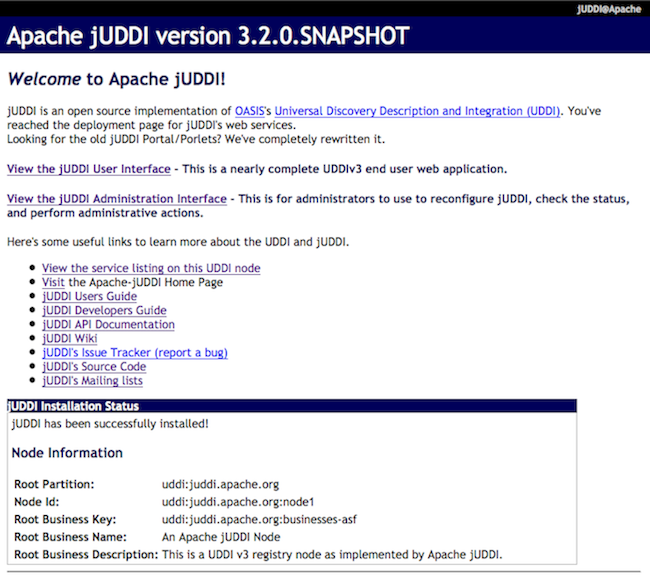 jUDDI@Apache
Apache jUDDI version 3.2.0.SNAPSHOT
Welcome to Apache jUDDI!
jUDDI is an open source implementation of OASIS's Universal Discovery Description and Integration (UDDI). You've
reached the deployment page for jUDDI's web services.
Looking for the old jUDDI Portal/Porlets? We've completely rewritten it.
View the jUDDI User Interface - This is a nearly complete UDDIv3 end user web application.
View the jUDDI Administration Interface - This is for administrators to use to reconfigure jUDDI, check the status,
and perform administrative actions.
Here's some useful links to learn more about the UDDI and jUDDI.
View the service listing on this UDDI node
Visit the Apache-jUDDI Home Page
jUDDI Users Guide
jUDDI Developers Guide
jUDDI API Documentation
jUDDI Wiki
jUDDI's Issue Tracker (report a bug)
jUDDI's Source Code
jUDDI's Mailing lists
jUDDI Installation Status
jUDDI has been successfully installed!
Node Information
Root Partition: uddi:juddi.apache.org
Node Id: uddi:juddi.apache.org:node1
Root Business Key: uddi:juddi.apache.org:businesses-asf
Root Business Name: An Apache jUDDI Node
Root Business Description: This is a UDDI v3 registry node as implemented by Apache jUDDI.